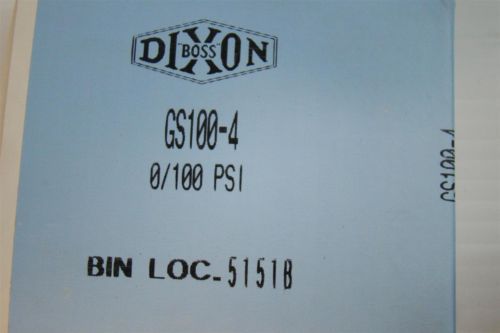 DIXON
"BOSS"
GS100-4
0/100 PSI
BIN LOC. 5151B
GS100-4